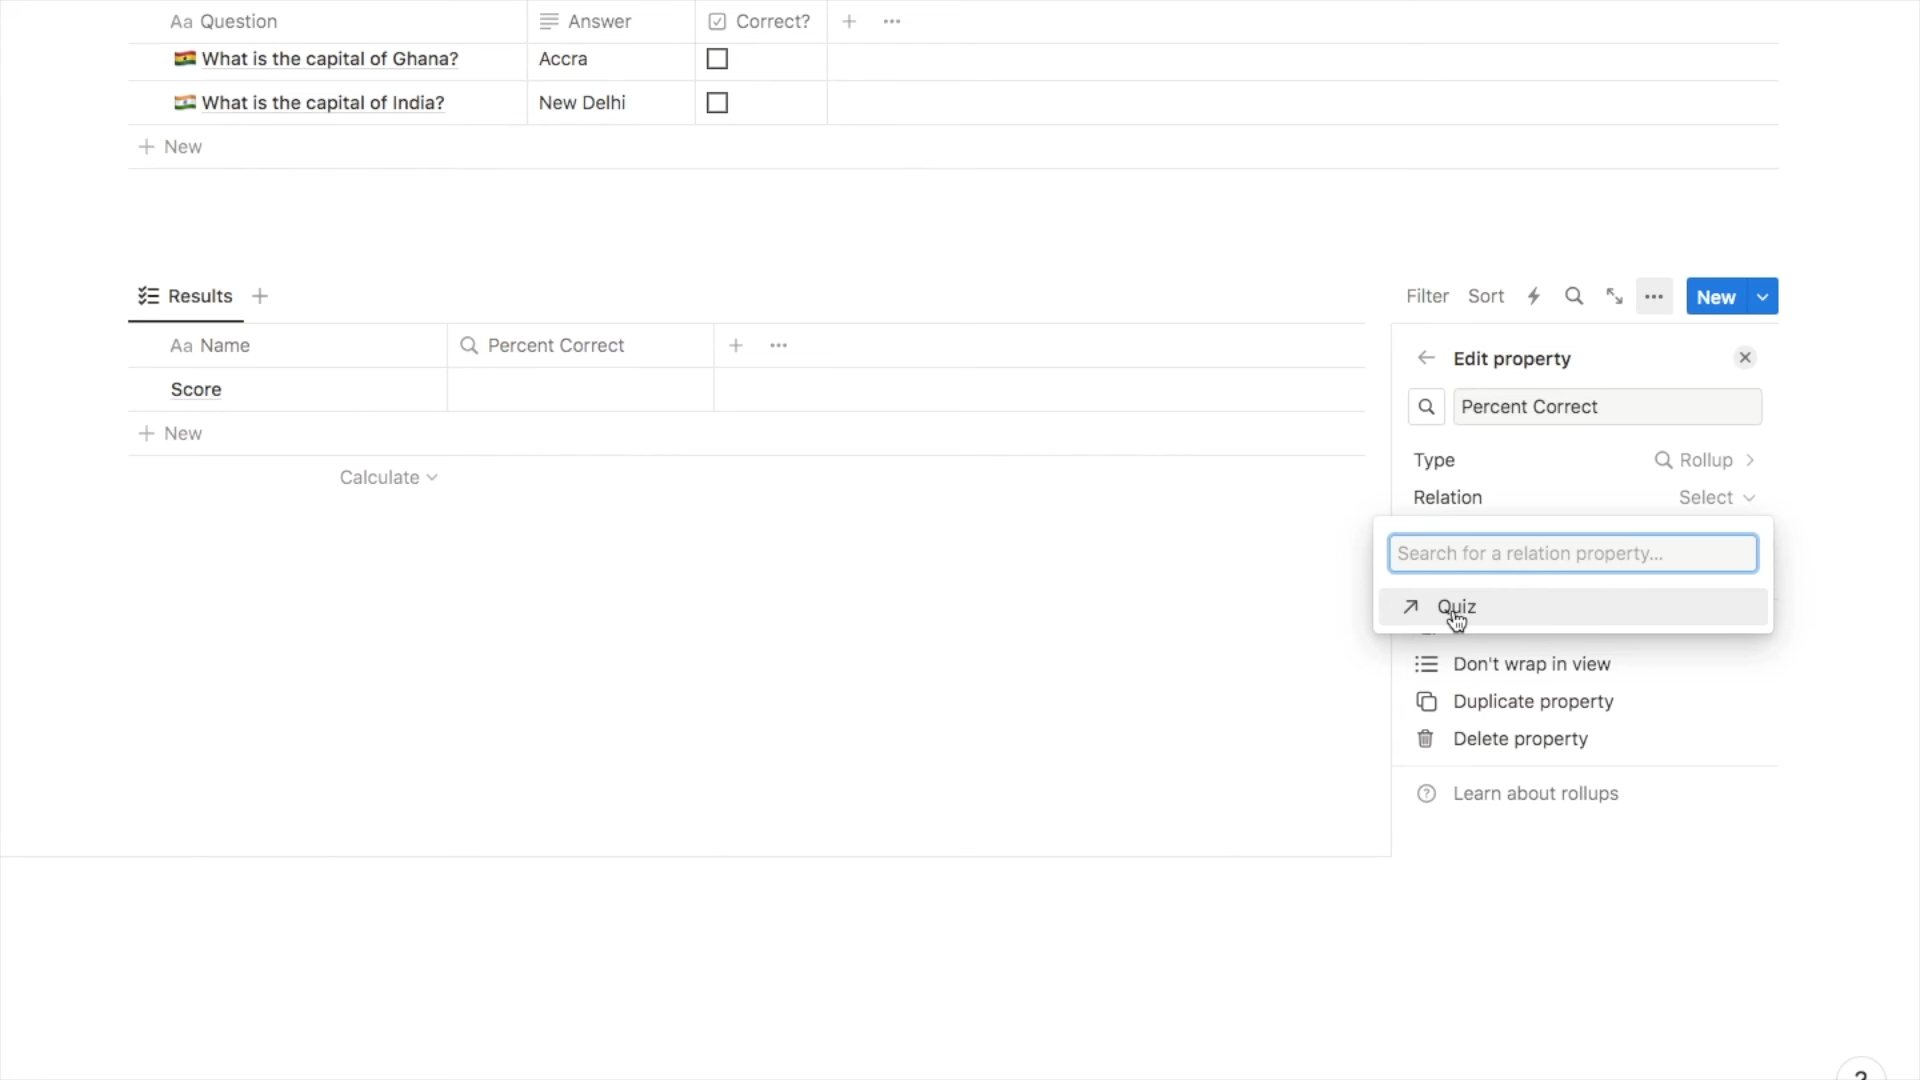 Aa Question Answer Correct?
What is the capital of Ghana? Accra
What is the capital of India? New Delhi
New
Results Filter Sort New
Aa Name Percent Correct
Score
New
Calculate
Edit property
Percent Correct
Type Rollup
Relation Select
Search for a relation property...
Quiz
Don't wrap in view
Duplicate property
Delete property
Learn about rollups